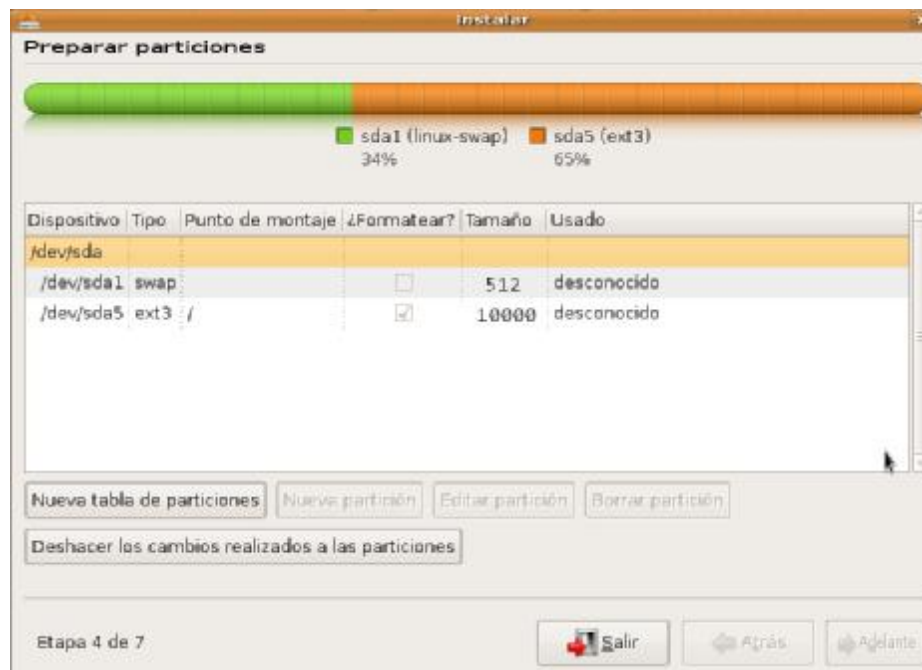 Instalar
Preparar particiones
sda1 (linux-swap) sda5 (ext3)
34% 65%
Dispositivo Tipo Punto de montaje ¿Formatear? Tamaño Usado
/dev/sda
/dev/sda1 swap 512 desconocido
/dev/sda5 ext3 / 10000 desconocido
Nueva tabla de particiones Nueva partición Editar partición Borrar partición
Deshacer los cambios realizados a las particiones
Etapa 4 de 7 Salir Atrás Adelante